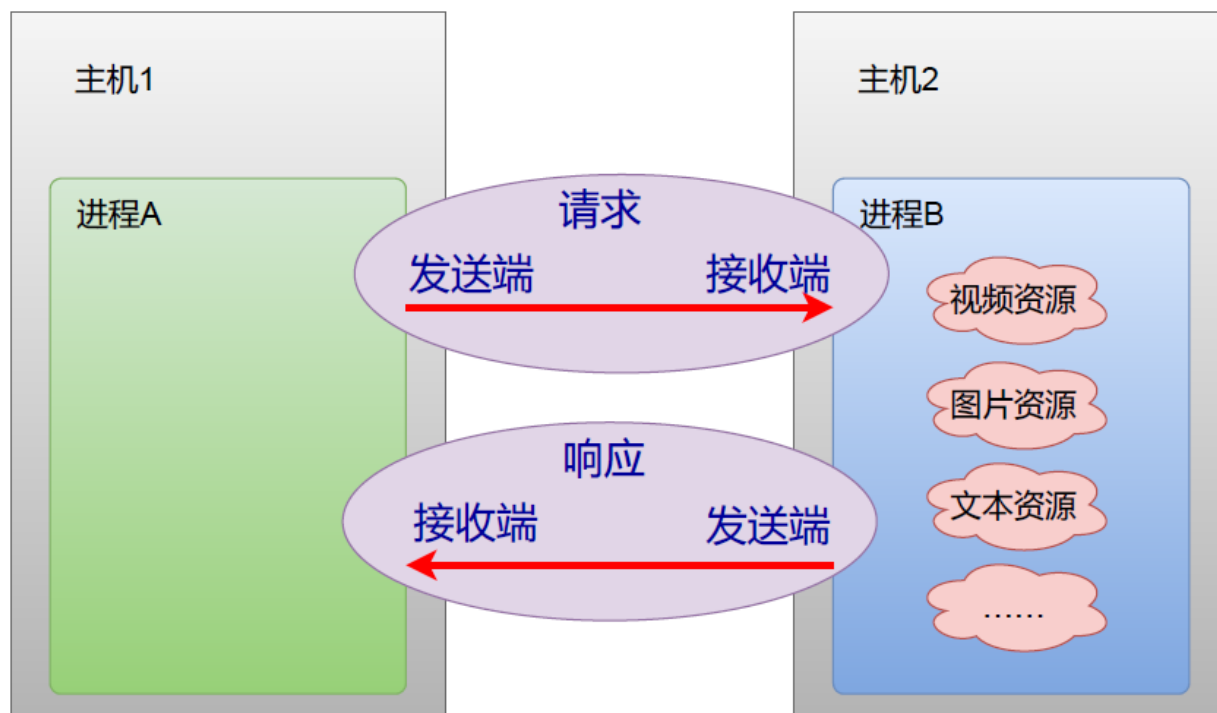 主机1
主机2
进程A
进程B
请求
发送端
接收端
响应
接收端
发送端
视频资源
图片资源
文本资源
……